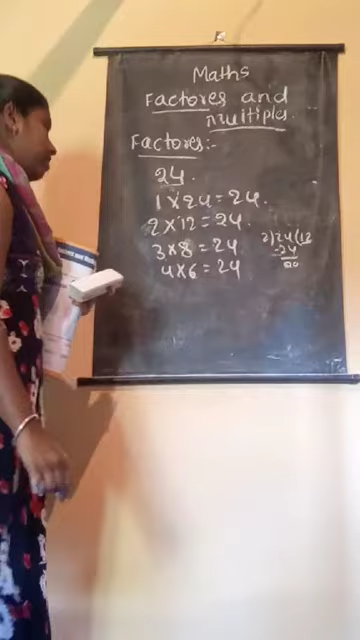 Maths
Factores and
multiples.
Factores:-
24
1 × 24 = 24.
2 × 12 = 24.
3 × 8 = 24
4 × 6 = 24
2) 24 (12
- 24
00